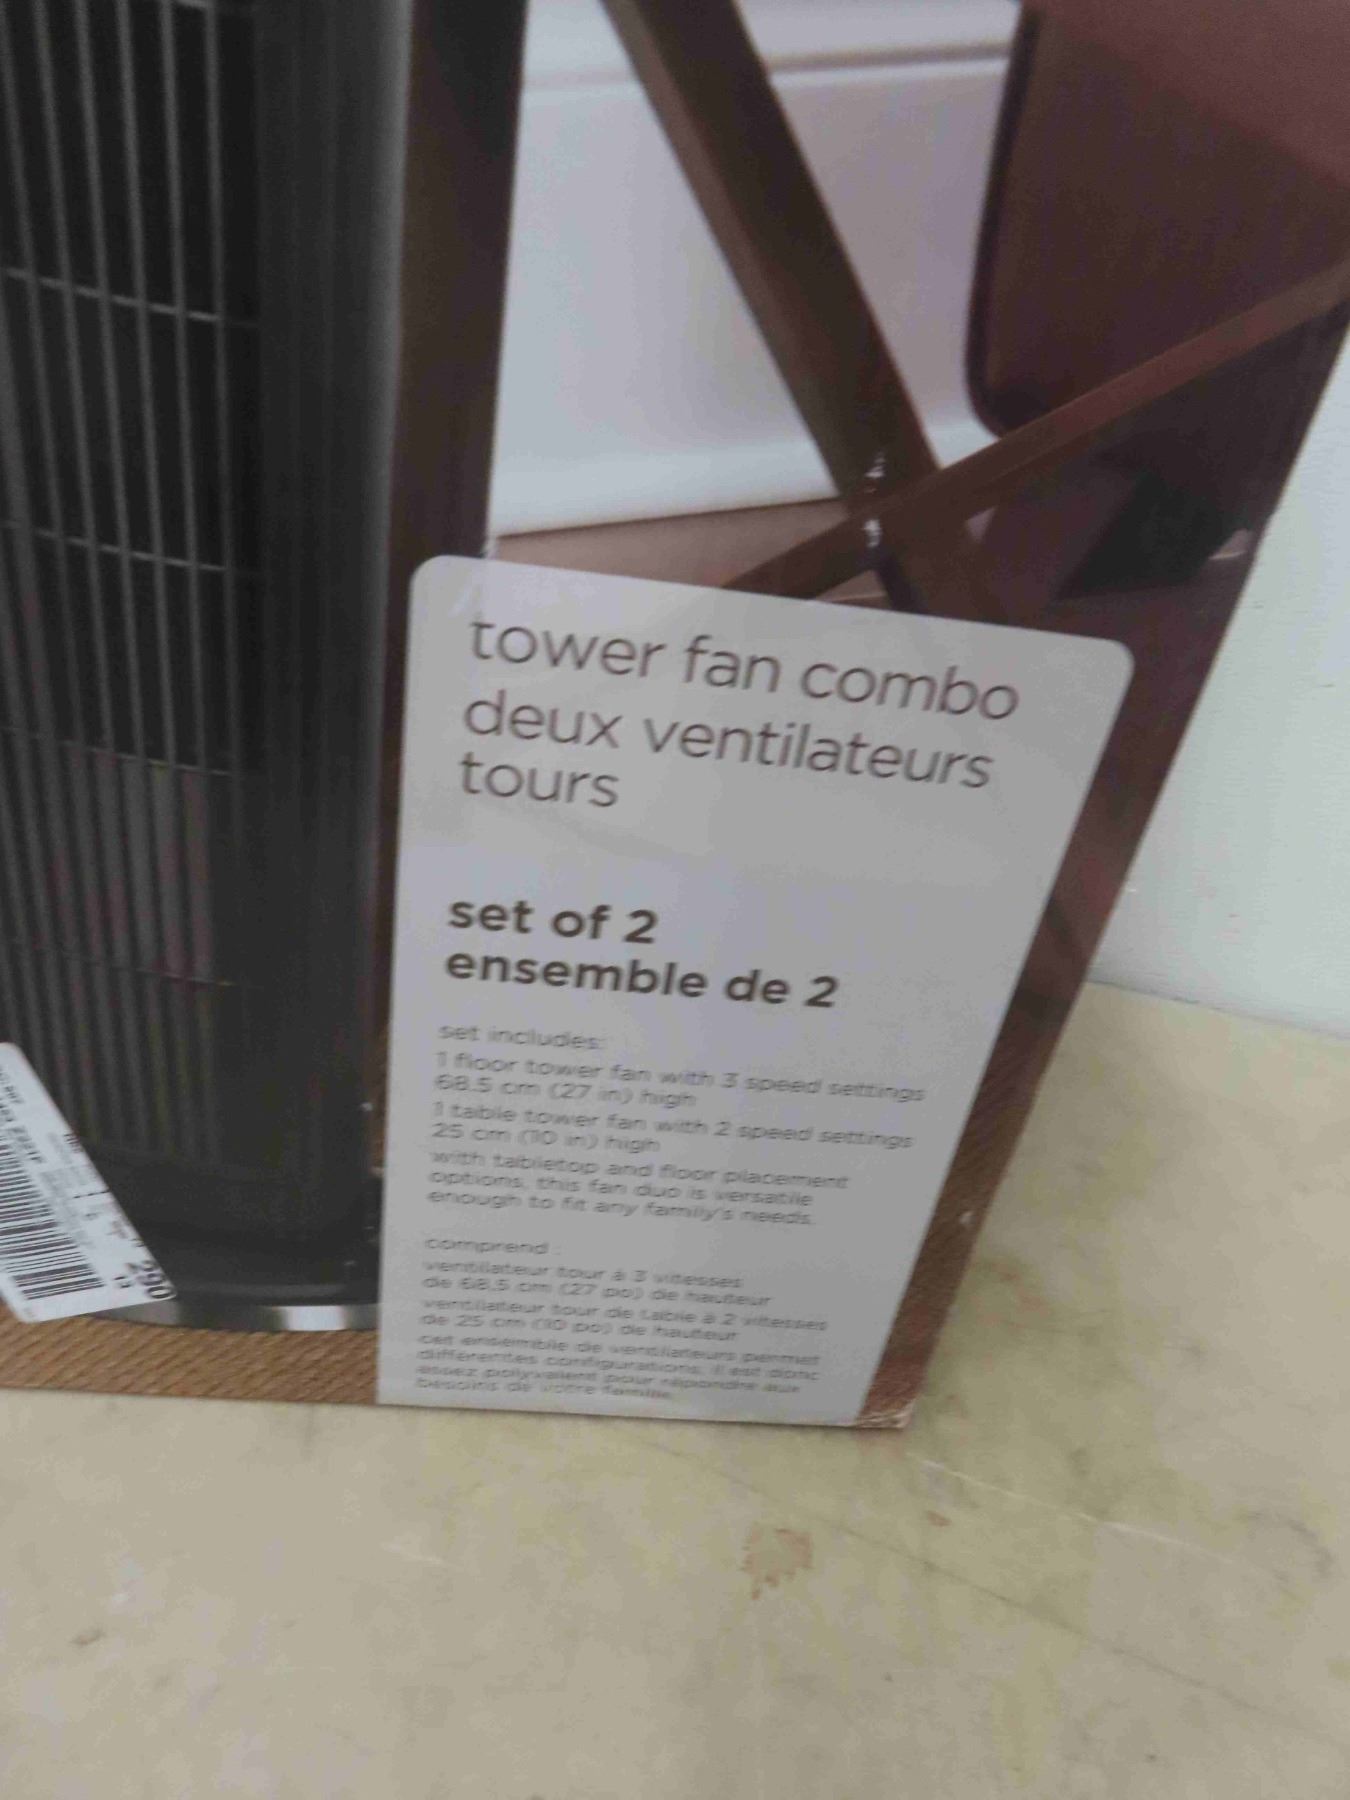 tower fan combo
deux ventilateurs
tours
set of 2
ensemble de 2
set includes:
1 floor tower fan with 3 speed settings
68.5 cm (27 in) high
1 table tower fan with 2 speed settings
25 cm (10 in) high
with tabletop and floor placement
options, this fan duo is versatile
enough to fit any family's needs.
comprend :
ventilateur tour à 3 vitesses
de 68,5 cm (27 po) de hauteur
ventilateur tour de table à 2 vitesses
de 25 cm (10 po) de hauteur
cet ensemble de ventilateurs permet
différentes configurations; il est donc
assez polyvalent pour répondre aux
besoins de votre famille.
290
13